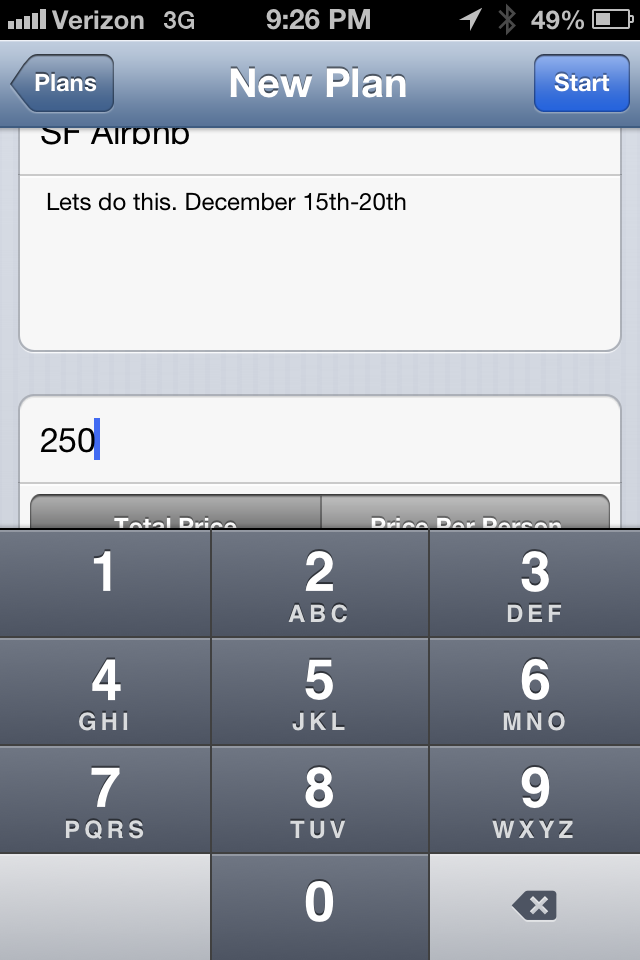 Verizon 3G 9:26 PM 49%
Plans New Plan Start
SF Airbnb
Lets do this. December 15th-20th
250
Total Price Price Per Person
1 2 3
ABC DEF
4 5 6
GHI JKL MNO
7 8 9
PQRS TUV WXYZ
0